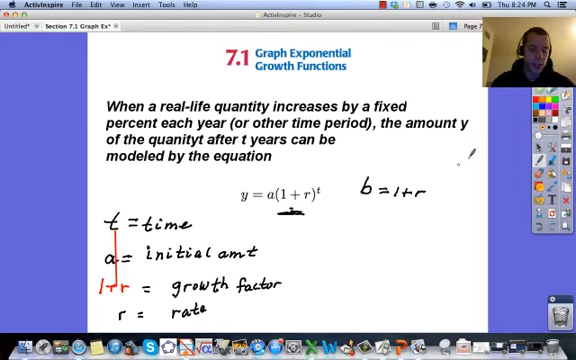 ActivInspire File Edit View Insert Tools Help Thu 8:24 PM
ActivInspire – Studio
Untitled* Section 7.1 Graph Ex*
7.1 Graph Exponential
Growth Functions
When a real-life quantity increases by a fixed
percent each year (or other time period), the amount y
of the quanityt after t years can be
modeled by the equation
y = a(1 + r)^t b = 1+r
t = time
a = initial amt
1+r = growth factor
r = rate